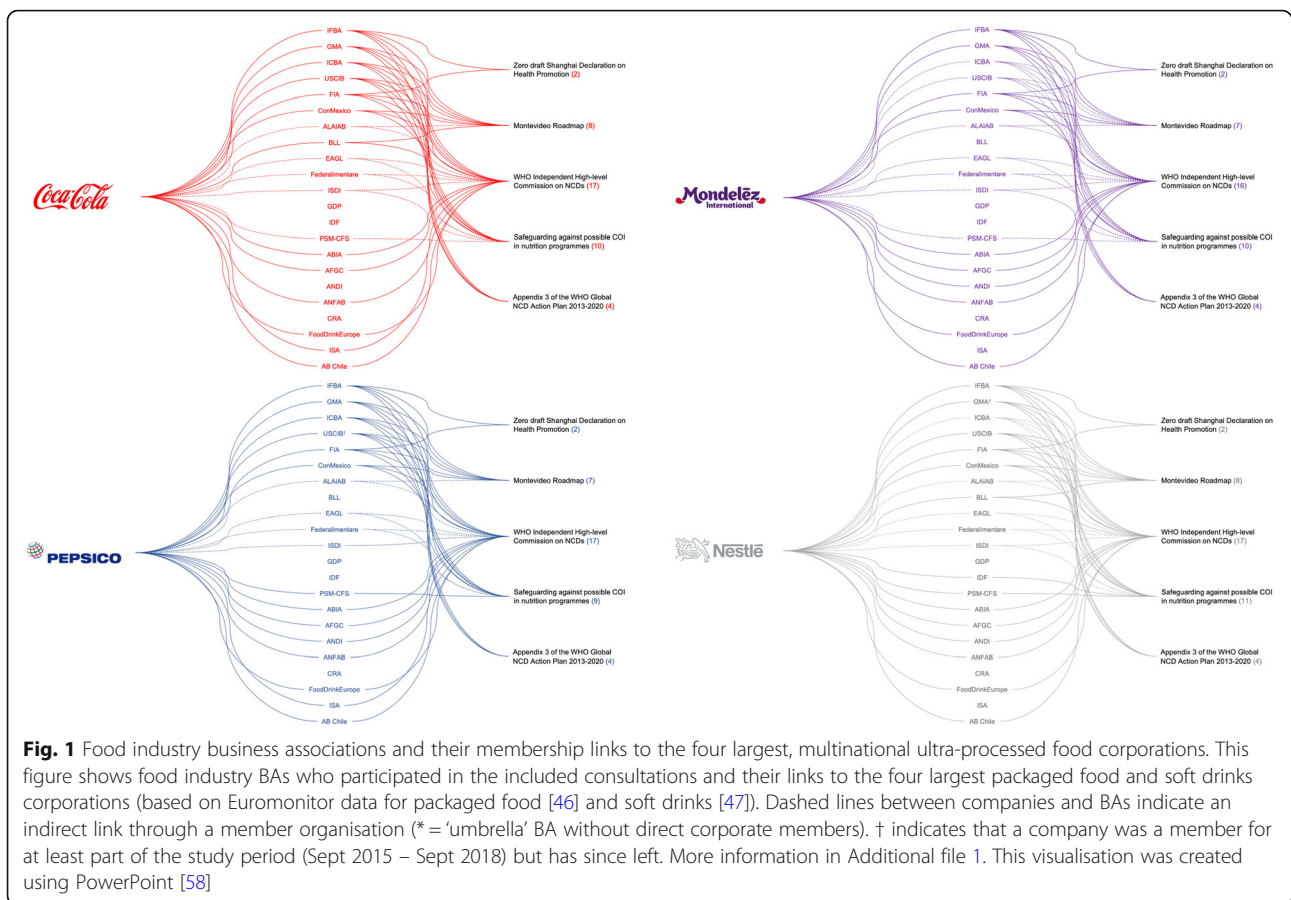 Coca-Cola
IFBA
GMA
ICBA
USCIB
FIA
ConMexico
ALAIAB
BLL
EAGL
Federalimentare
ISDI
GDP
IDF
PSM-CFS
ABIA
AFGC
ANDI
ANFAB
CRA
FoodDrinkEurope
ISA
AB Chile
Zero draft Shanghai Declaration on
Health Promotion (2)
Montevideo Roadmap (8)
WHO Independent High-level
Commission on NCDs (17)
Safeguarding against possible COI
in nutrition programmes (10)
Appendix 3 of the WHO Global
NCD Action Plan 2013-2020 (4)
Mondelēz
International
IFBA
GMA
ICBA
USCIB
FIA
ConMexico
ALAIAB
BLL
EAGL
Federalimentare
ISDI
GDP
IDF
PSM-CFS
ABIA
AFGC
ANDI
ANFAB
CRA
FoodDrinkEurope
ISA
AB Chile
Zero draft Shanghai Declaration on
Health Promotion (2)
Montevideo Roadmap (7)
WHO Independent High-level
Commission on NCDs (16)
Safeguarding against possible COI
in nutrition programmes (10)
Appendix 3 of the WHO Global
NCD Action Plan 2013-2020 (4)
PEPSICO
IFBA
GMA
ICBA
USCIB†
FIA
ConMexico
ALAIAB
BLL
EAGL
Federalimentare
ISDI
GDP
IDF
PSM-CFS
ABIA
AFGC
ANDI
ANFAB
CRA
FoodDrinkEurope
ISA
AB Chile
Zero draft Shanghai Declaration on
Health Promotion (2)
Montevideo Roadmap (7)
WHO Independent High-level
Commission on NCDs (17)
Safeguarding against possible COI
in nutrition programmes (9)
Appendix 3 of the WHO Global
NCD Action Plan 2013-2020 (4)
Nestlé
IFBA
GMA†
ICBA
USCIB
FIA
ConMexico
ALAIAB
BLL
EAGL
Federalimentare
ISDI
GDP
IDF
PSM-CFS
ABIA
AFGC
ANDI
ANFAB
CRA
FoodDrinkEurope
ISA
AB Chile
Zero draft Shanghai Declaration on
Health Promotion (2)
Montevideo Roadmap (8)
WHO Independent High-level
Commission on NCDs (17)
Safeguarding against possible COI
in nutrition programmes (11)
Appendix 3 of the WHO Global
NCD Action Plan 2013-2020 (4)
Fig. 1 Food industry business associations and their membership links to the four largest, multinational ultra-processed food corporations. This
figure shows food industry BAs who participated in the included consultations and their links to the four largest packaged food and soft drinks
corporations (based on Euromonitor data for packaged food [46] and soft drinks [47]). Dashed lines between companies and BAs indicate an
indirect link through a member organisation (* = ‘umbrella’ BA without direct corporate members). † indicates that a company was a member for
at least part of the study period (Sept 2015 – Sept 2018) but has since left. More information in Additional file 1. This visualisation was created
using PowerPoint [58]